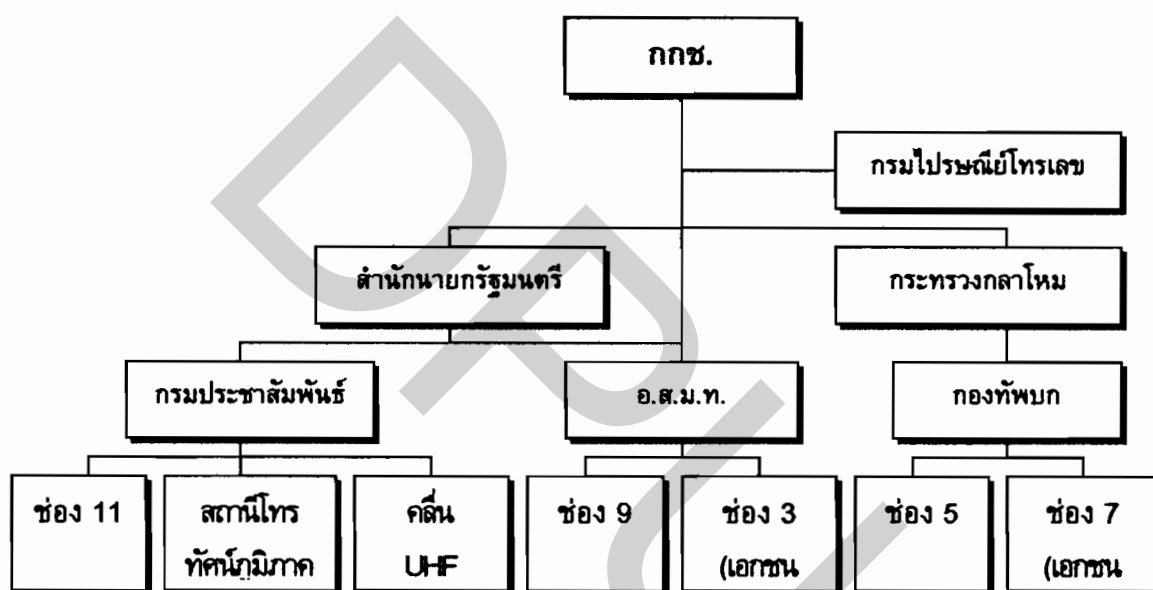 กกช.
กรมไปรษณีย์โทรเลข
สำนักนายกรัฐมนตรี
กระทรวงกลาโหม
กรมประชาสัมพันธ์
อ.ส.ม.ท.
กองทัพบก
ช่อง 11
สถานีโทร
ทัศน์ภูมิภาค
คลื่น
UHF
ช่อง 9
ช่อง 3
(เอกชน
ช่อง 5
ช่อง 7
(เอกชน